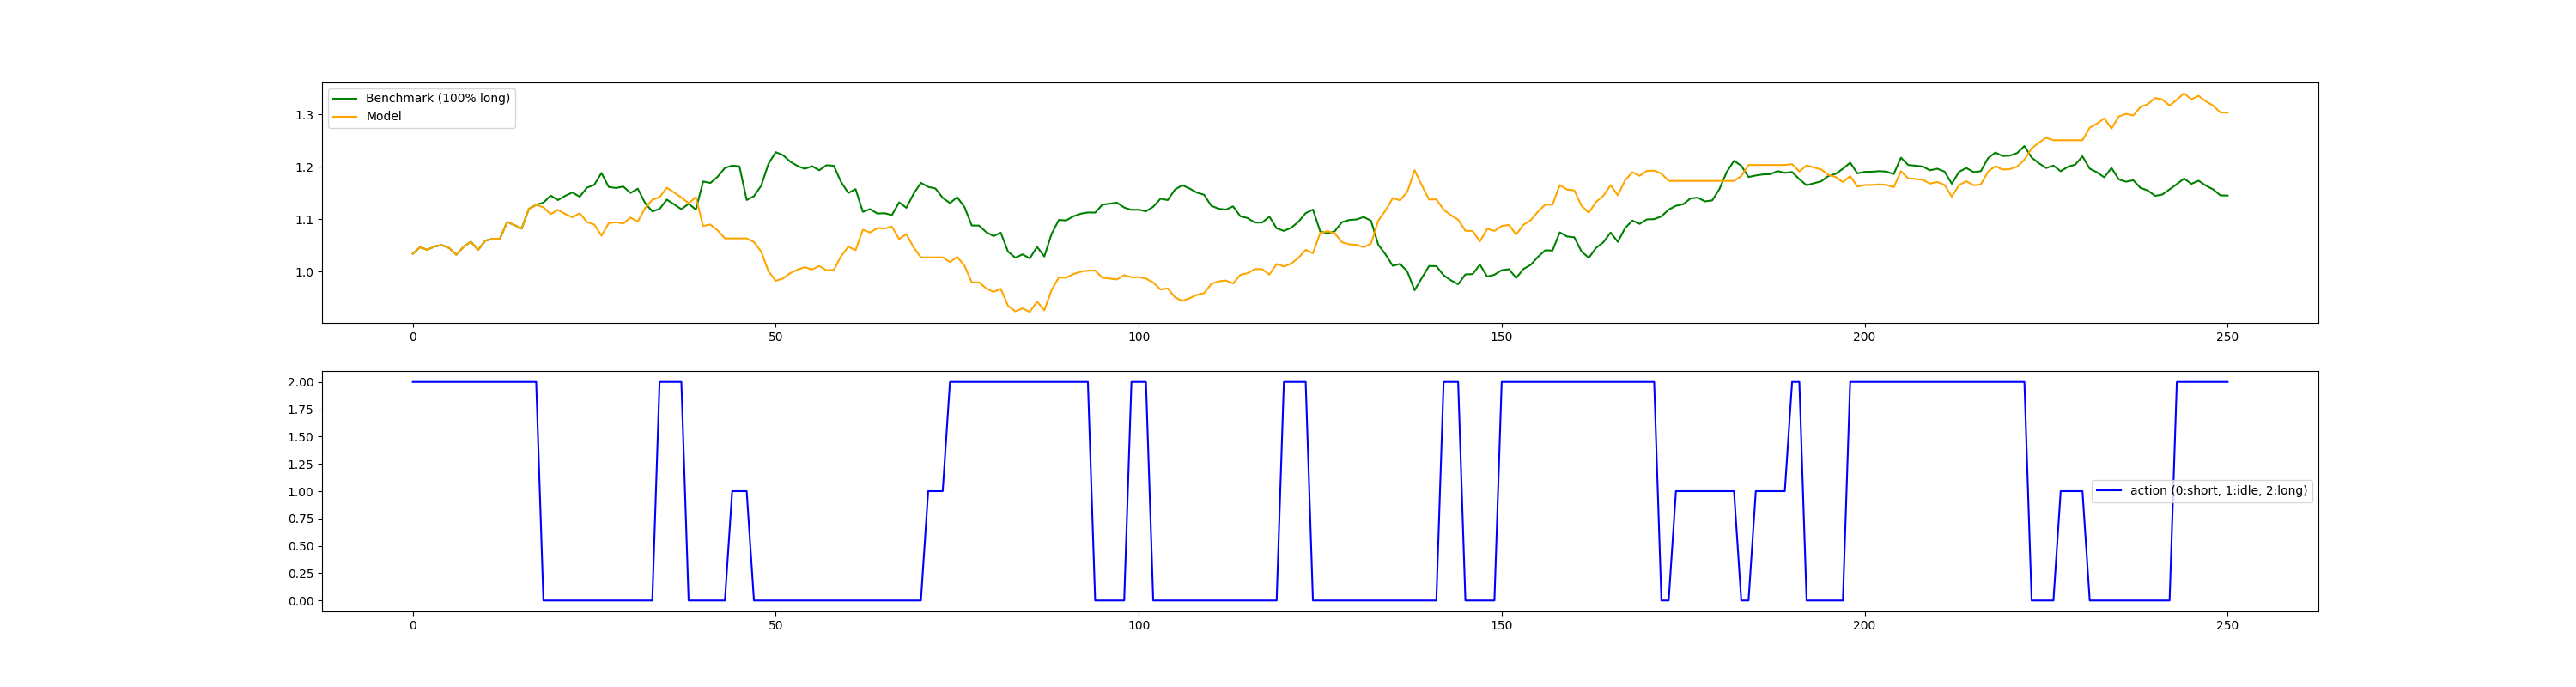 Benchmark (100% long)
Model
1.3
1.2
1.1
1.0
0 50 100 150 200 250
2.00
1.75
1.50
1.25
1.00
0.75
0.50
0.25
0.00
action (0:short, 1:idle, 2:long)
0 50 100 150 200 250